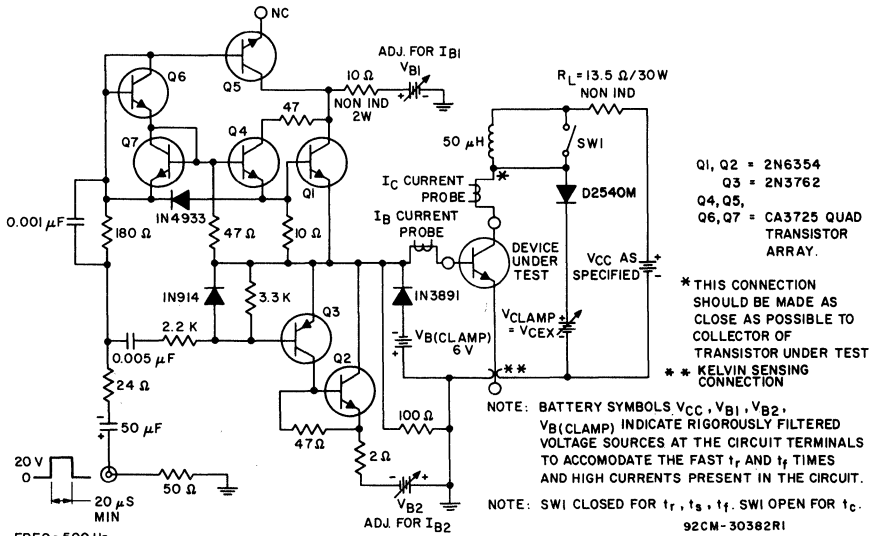 NC
Q6
Q5
ADJ. FOR IB1
VB1
+ -
10 Ω
NON IND
2W
RL = 13.5 Ω/30W
NON IND
47
50 μH
SW1
Q7
Q4
Q1
IC CURRENT
PROBE
*
D2540M
Q1, Q2 = 2N6354
Q3 = 2N3762
Q4, Q5,
Q6, Q7 = CA3725 QUAD
TRANSISTOR
ARRAY.
1N4933
IB CURRENT
PROBE
0.001 μF
180 Ω
47 Ω
10 Ω
DEVICE
UNDER
TEST
VCC AS
SPECIFIED
+
-
1N914
3.3 K
Q3
1N3891
VCLAMP
= VCEX
+
-
* THIS CONNECTION
SHOULD BE MADE AS
CLOSE AS POSSIBLE TO
COLLECTOR OF
TRANSISTOR UNDER TEST
** KELVIN SENSING
CONNECTION
2.2 K
0.005 μF
-
+
VB(CLAMP)
6 V
**
Q2
24 Ω
-
+
50 μF
47 Ω
100 Ω
2 Ω
NOTE: BATTERY SYMBOLS VCC, VB1, VB2,
VB(CLAMP) INDICATE RIGOROUSLY FILTERED
VOLTAGE SOURCES AT THE CIRCUIT TERMINALS
TO ACCOMODATE THE FAST tr AND tf TIMES
AND HIGH CURRENTS PRESENT IN THE CIRCUIT.
20 V
0
50 Ω
20 μS
MIN
- +
VB2
ADJ. FOR IB2
NOTE: SW1 CLOSED FOR tr, ts, tf. SW1 OPEN FOR tc.
92CM-30382R1